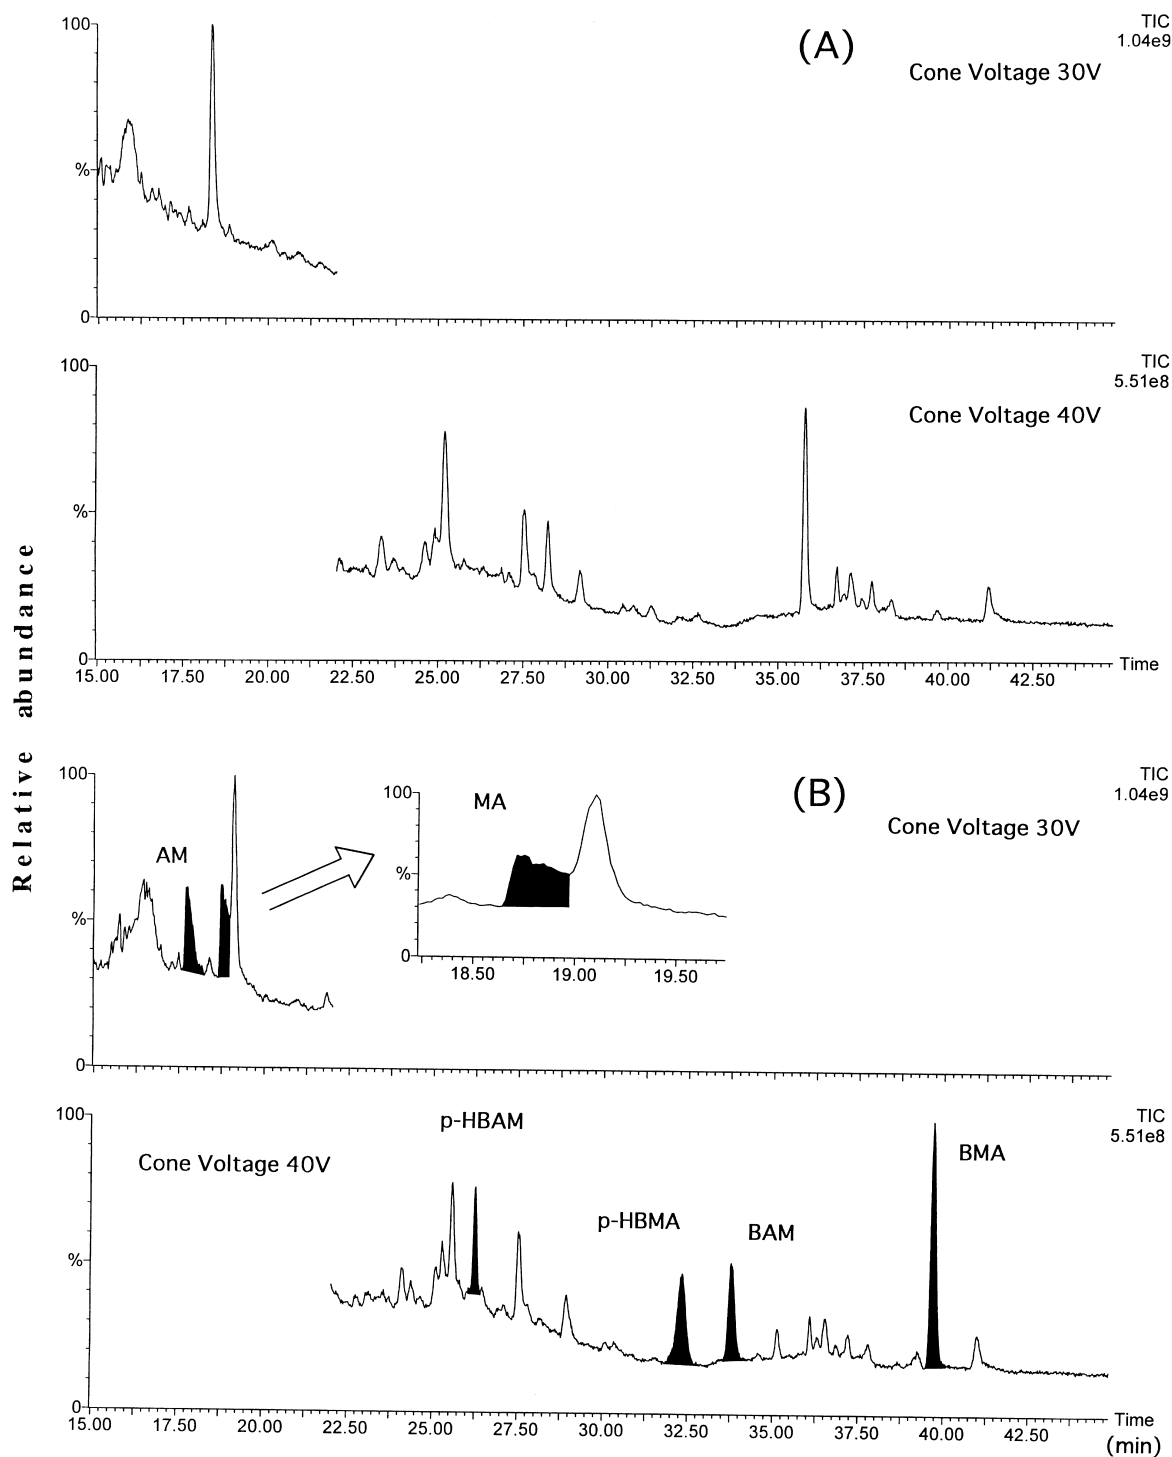 Relative abundance
(A)
TIC
1.04e9
Cone Voltage 30V
100
%
0
TIC
5.51e8
Cone Voltage 40V
100
%
0
15.00 17.50 20.00 22.50 25.00 27.50 30.00 32.50 35.00 37.50 40.00 42.50 Time
(B)
TIC
1.04e9
Cone Voltage 30V
100
%
0
AM
MA
100
%
0
18.50 19.00 19.50
TIC
5.51e8
Cone Voltage 40V
100
%
0
p-HBAM
p-HBMA
BAM
BMA
15.00 17.50 20.00 22.50 25.00 27.50 30.00 32.50 35.00 37.50 40.00 42.50 Time
(min)